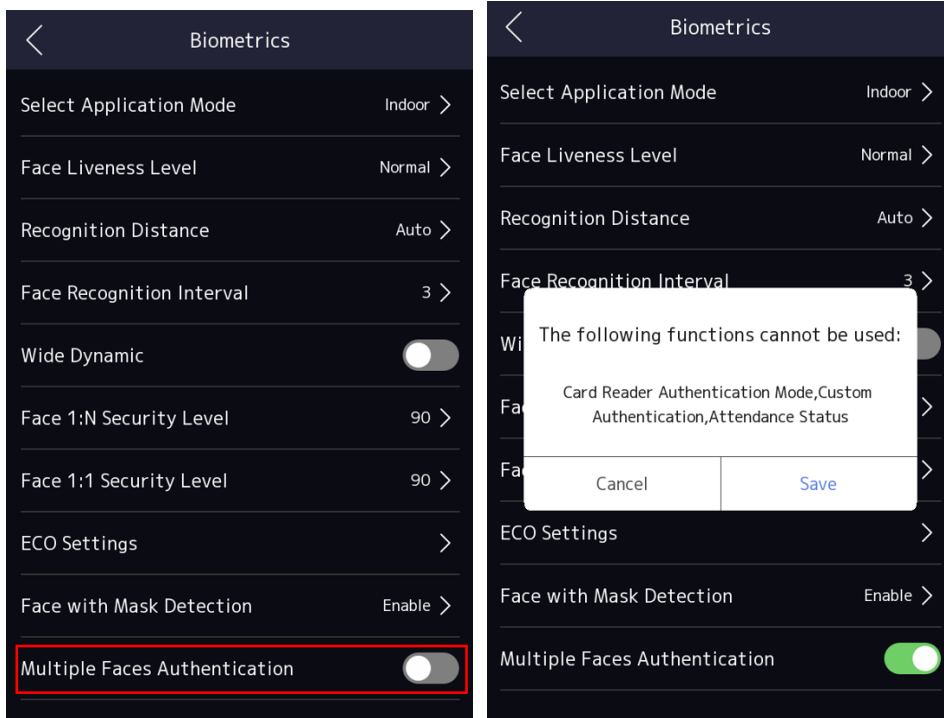 Biometrics
Select Application Mode Indoor
Face Liveness Level Normal
Recognition Distance Auto
Face Recognition Interval 3
Wide Dynamic
Face 1:N Security Level 90
Face 1:1 Security Level 90
ECO Settings
Face with Mask Detection Enable
Multiple Faces Authentication
Biometrics
Select Application Mode Indoor
Face Liveness Level Normal
Recognition Distance Auto
Face Recognition Interval 3
Wi
The following functions cannot be used:
Card Reader Authentication Mode,Custom
Authentication,Attendance Status
Fa
Fa
Cancel Save
ECO Settings
Face with Mask Detection Enable
Multiple Faces Authentication